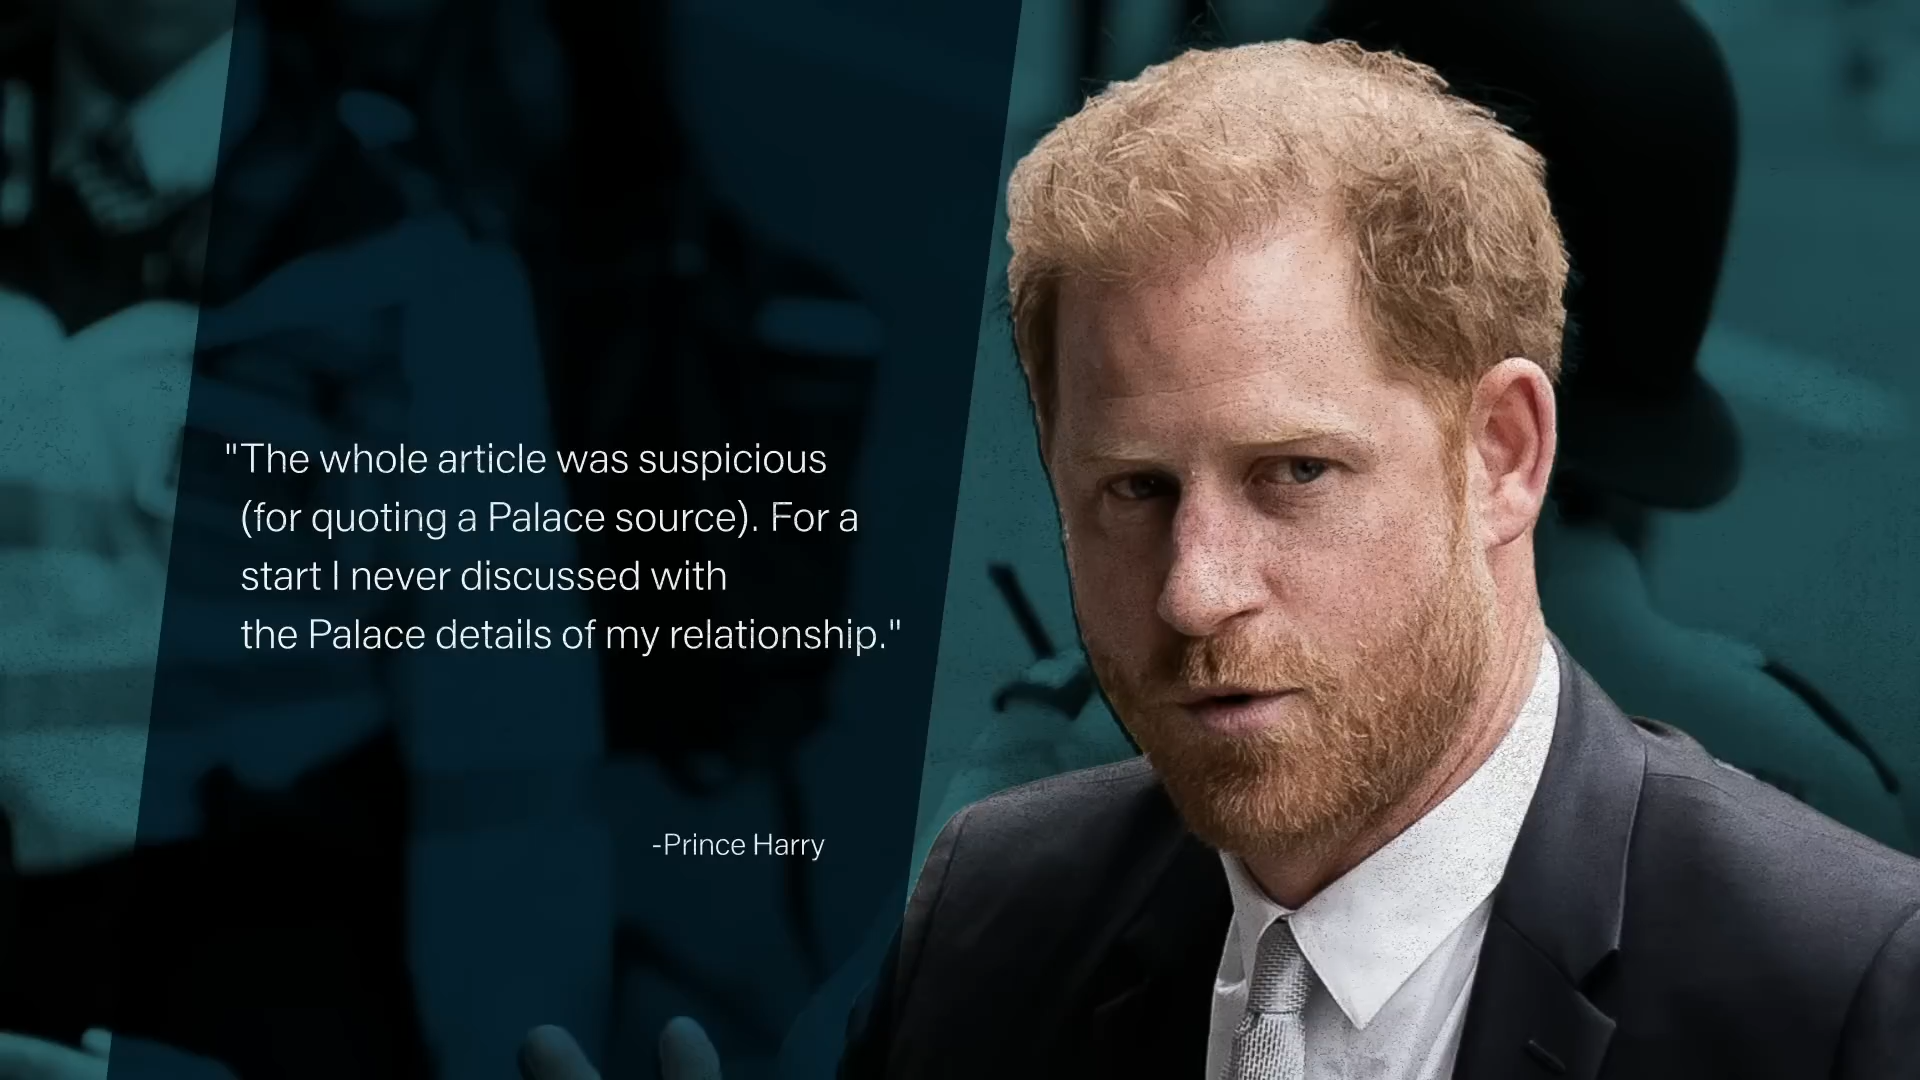 "The whole article was suspicious
(for quoting a Palace source). For a
start I never discussed with
the Palace details of my relationship."
-Prince Harry